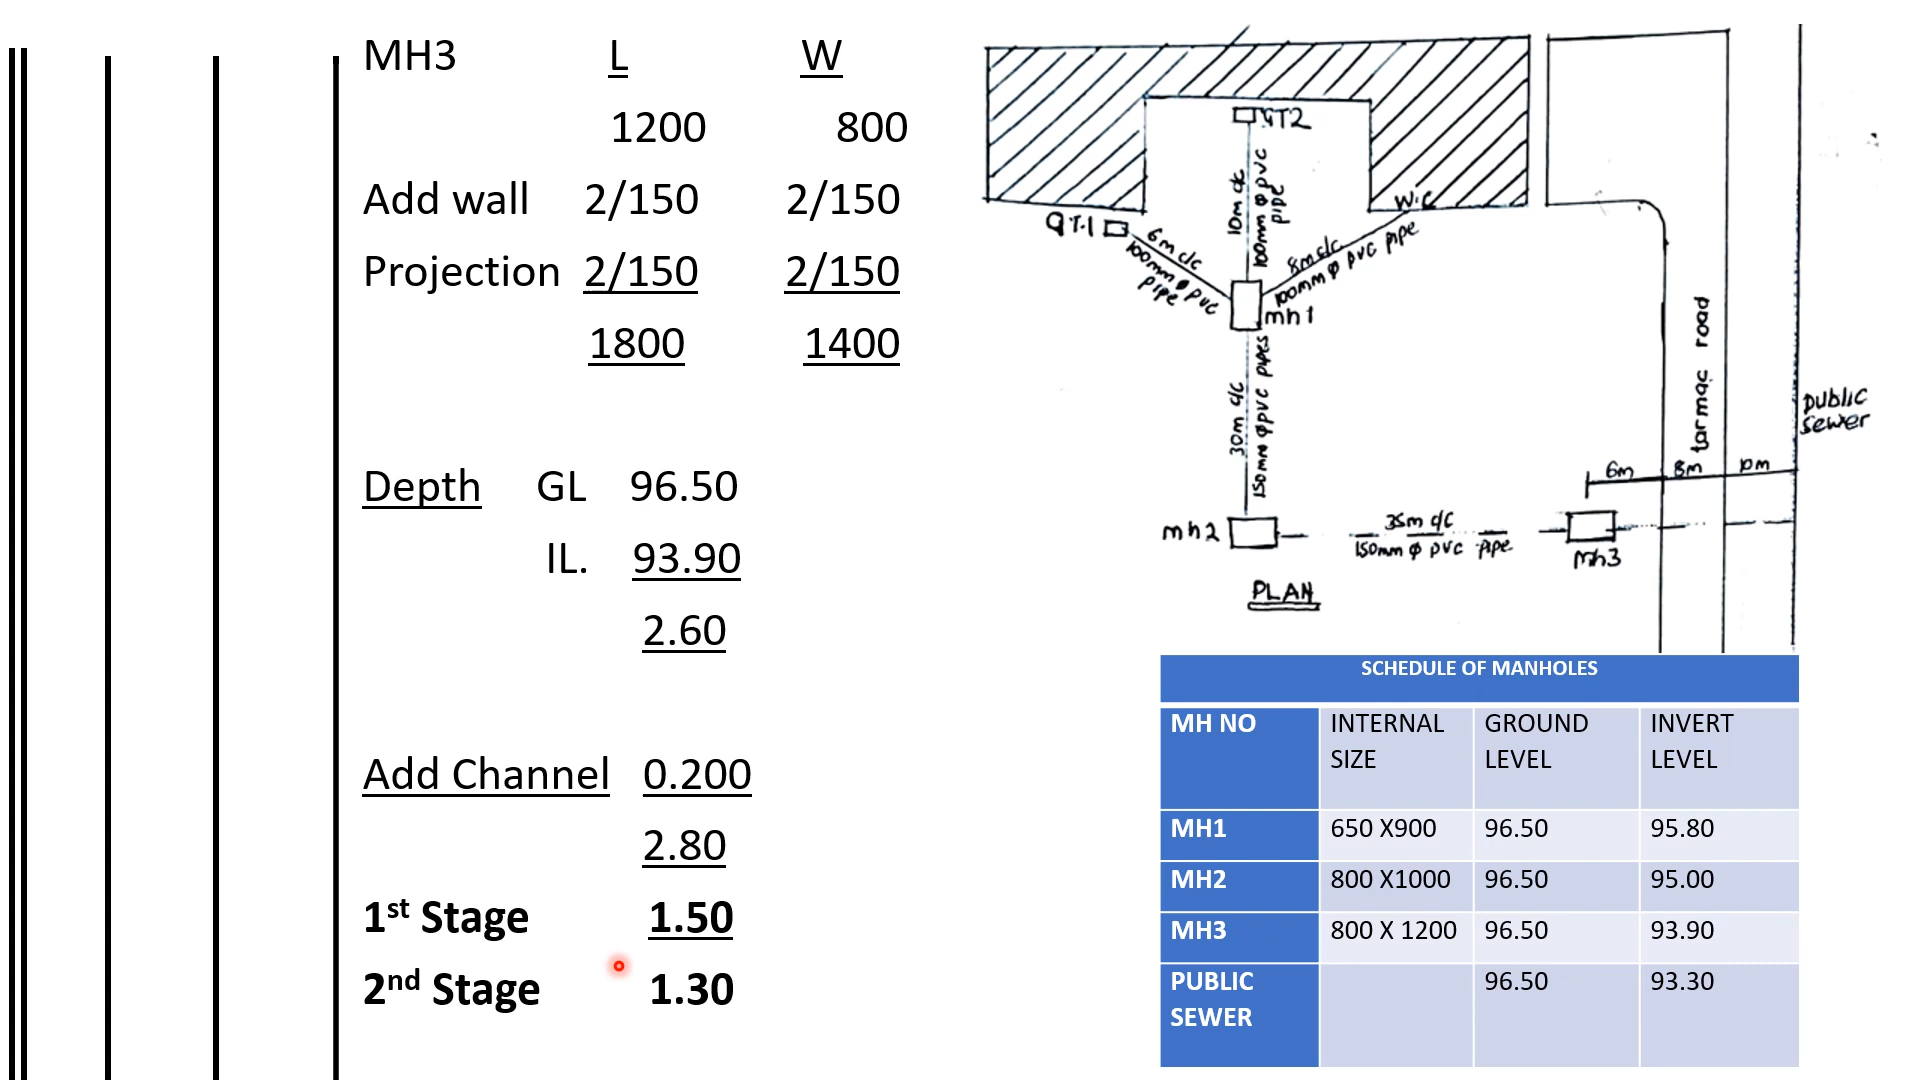 MH3 L W
1200 800
Add wall 2/150 2/150
Projection 2/150 2/150
1800 1400
Depth GL 96.50
IL. 93.90
2.60
Add Channel 0.200
2.80
1st Stage 1.50
2nd Stage 1.30
GT2
10m c/c
100mm φ pvc
pipe
W.C
GT.1
6m c/c
100mm φ pvc
pipe
8m c/c
100mm φ pvc pipe
mh1
30m c/c
150mm φ pvc pipes
tarmac road
public
sewer
6m 8m 10m
mh2
35m c/c
150mm φ pvc pipe
mh3
PLAN
SCHEDULE OF MANHOLES
MH NO INTERNAL SIZE GROUND LEVEL INVERT LEVEL
MH1 650 X900 96.50 95.80
MH2 800 X1000 96.50 95.00
MH3 800 X 1200 96.50 93.90
PUBLIC SEWER 96.50 93.30